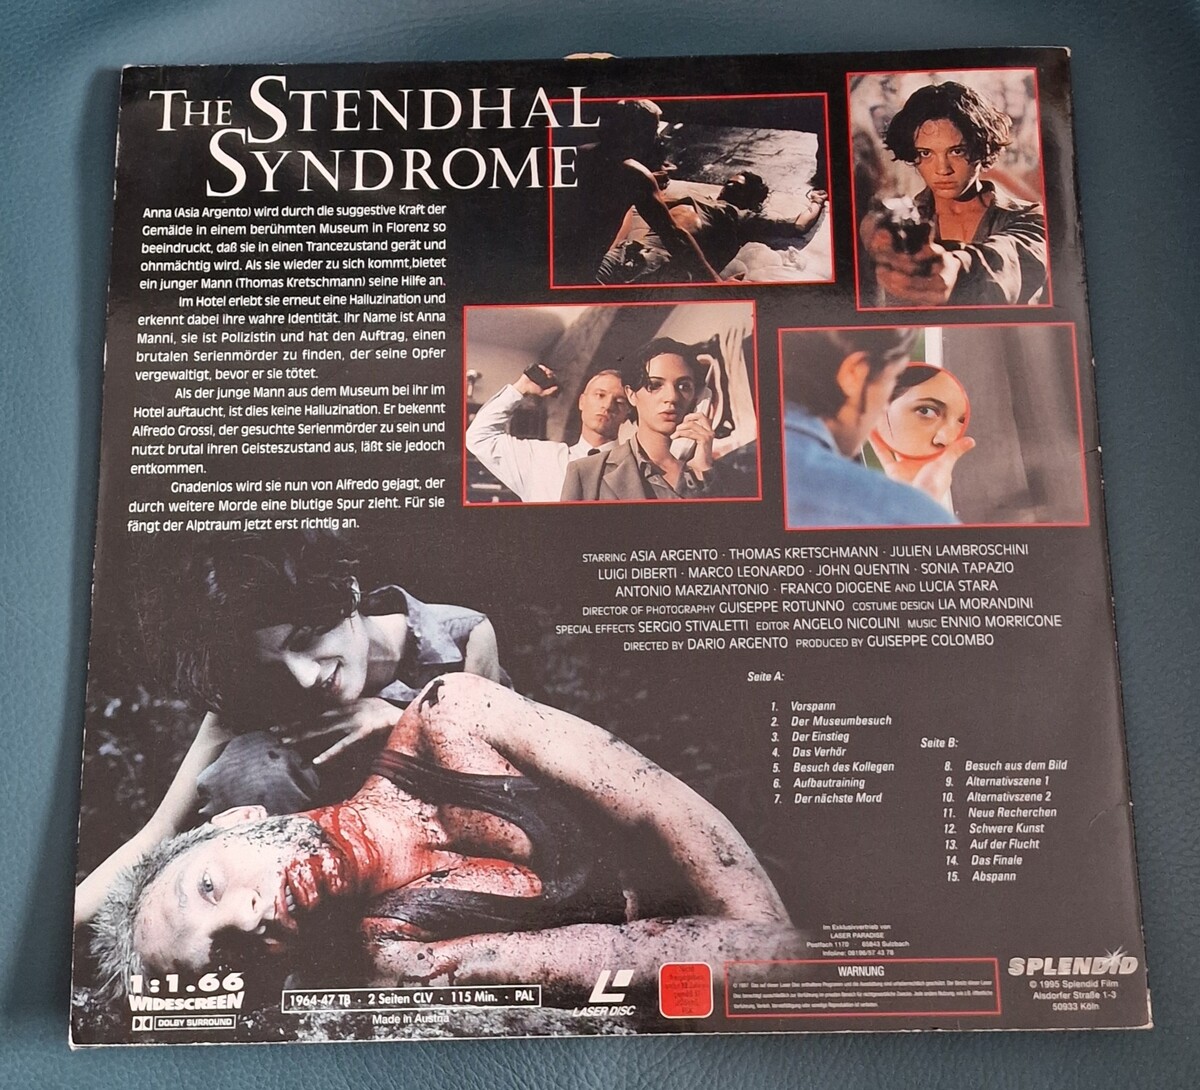 THE STENDHAL
SYNDROME
Anna (Asia Argento) wird durch die suggestive Kraft der
Gemälde in einem berühmten Museum in Florenz so
beeindruckt, daß sie in einen Trancezustand gerät und
ohnmächtig wird. Als sie wieder zu sich kommt,bietet
ein junger Mann (Thomas Kretschmann) seine Hilfe an.
Im Hotel erlebt sie erneut eine Halluzination und
erkennt dabei ihre wahre Identität. Ihr Name ist Anna
Manni, sie ist Polizistin und hat den Auftrag, einen
brutalen Serienmörder zu finden, der seine Opfer
vergewaltigt, bevor er sie tötet.
Als der junge Mann aus dem Museum bei ihr im
Hotel auftaucht, ist dies keine Halluzination. Er bekennt
Alfredo Grossi, der gesuchte Serienmörder zu sein und
nutzt brutal ihren Geisteszustand aus, läßt sie jedoch
entkommen.
Gnadenlos wird sie nun von Alfredo gejagt, der
durch weitere Morde eine blutige Spur zieht. Für sie
fängt der Alptraum jetzt erst richtig an.
STARRING ASIA ARGENTO · THOMAS KRETSCHMANN · JULIEN LAMBROSCHINI
LUIGI DIBERTI · MARCO LEONARDO · JOHN QUENTIN · SONIA TAPAZIO
ANTONIO MARZIANTONIO · FRANCO DIOGENE AND LUCIA STARA
DIRECTOR OF PHOTOGRAPHY GUISEPPE ROTUNNO COSTUME DESIGN LIA MORANDINI
SPECIAL EFFECTS SERGIO STIVALETTI EDITOR ANGELO NICOLINI MUSIC ENNIO MORRICONE
DIRECTED BY DARIO ARGENTO PRODUCED BY GUISEPPE COLOMBO
Seite A:
1. Vorspann
2. Der Museumbesuch
3. Der Einstieg
4. Das Verhör
5. Besuch des Kollegen
6. Aufbautraining
7. Der nächste Mord
Seite B:
8. Besuch aus dem Bild
9. Alternativszene 1
10. Alternativszene 2
11. Neue Recherchen
12. Schwere Kunst
13. Auf der Flucht
14. Das Finale
15. Abspann
Im Exklusivvertrieb von
LASER PARADISE
Postfach 1170 · 65843 Sulzbach
Infoline: 08196/57 43 78
1:1.66
WIDESCREEN
DOLBY SURROUND
1964-47 TB · 2 Seiten CLV · 115 Min. · PAL
Made in Austria
LASER DISC
WARNUNG
SPLENDID
© 1995 Splendid Film
Alsdorfer Straße 1-3
50933 Köln